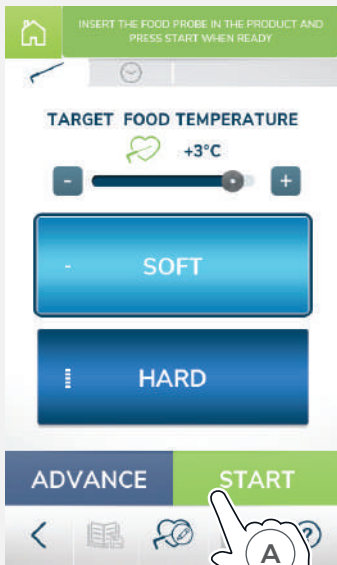 INSERT THE FOOD PROBE IN THE PRODUCT AND
PRESS START WHEN READY
TARGET FOOD TEMPERATURE
+3°C
- +
- SOFT
HARD
ADVANCE START
?
A